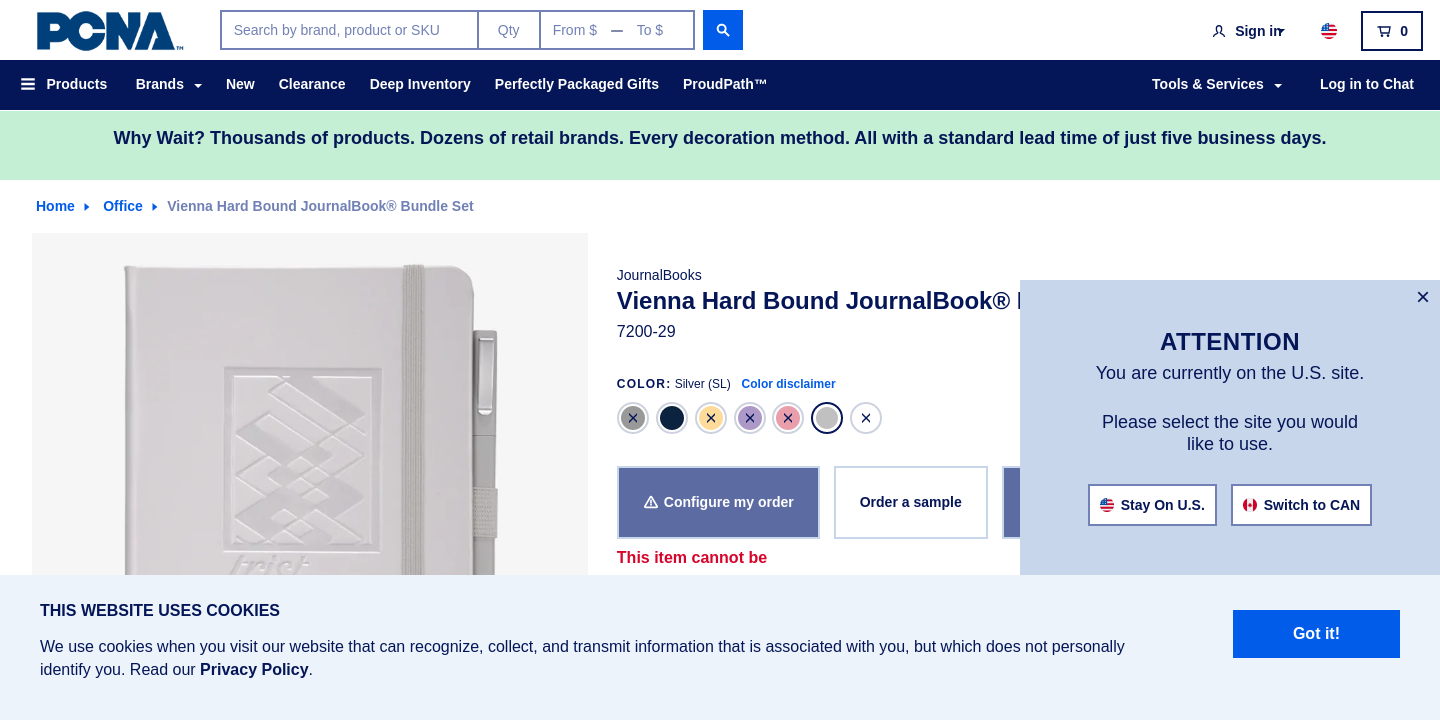 PCNA™
Search by brand, product or SKU
Qty
From $ — To $
Sign in
0
Products
Brands
New
Clearance
Deep Inventory
Perfectly Packaged Gifts
ProudPath™
Tools & Services
Log in to Chat
Why Wait? Thousands of products. Dozens of retail brands. Every decoration method. All with a standard lead time of just five business days.
Home
Office
Vienna Hard Bound JournalBook® Bundle Set
JournalBooks
Vienna Hard Bound JournalBook®
7200-29
COLOR: Silver (SL) Color disclaimer
Configure my order
Order a sample
This item cannot be
×
ATTENTION
You are currently on the U.S. site.
Please select the site you would
like to use.
Stay On U.S.
Switch to CAN
THIS WEBSITE USES COOKIES
We use cookies when you visit our website that can recognize, collect, and transmit information that is associated with you, but which does not personally
identify you. Read our Privacy Policy.
Got it!